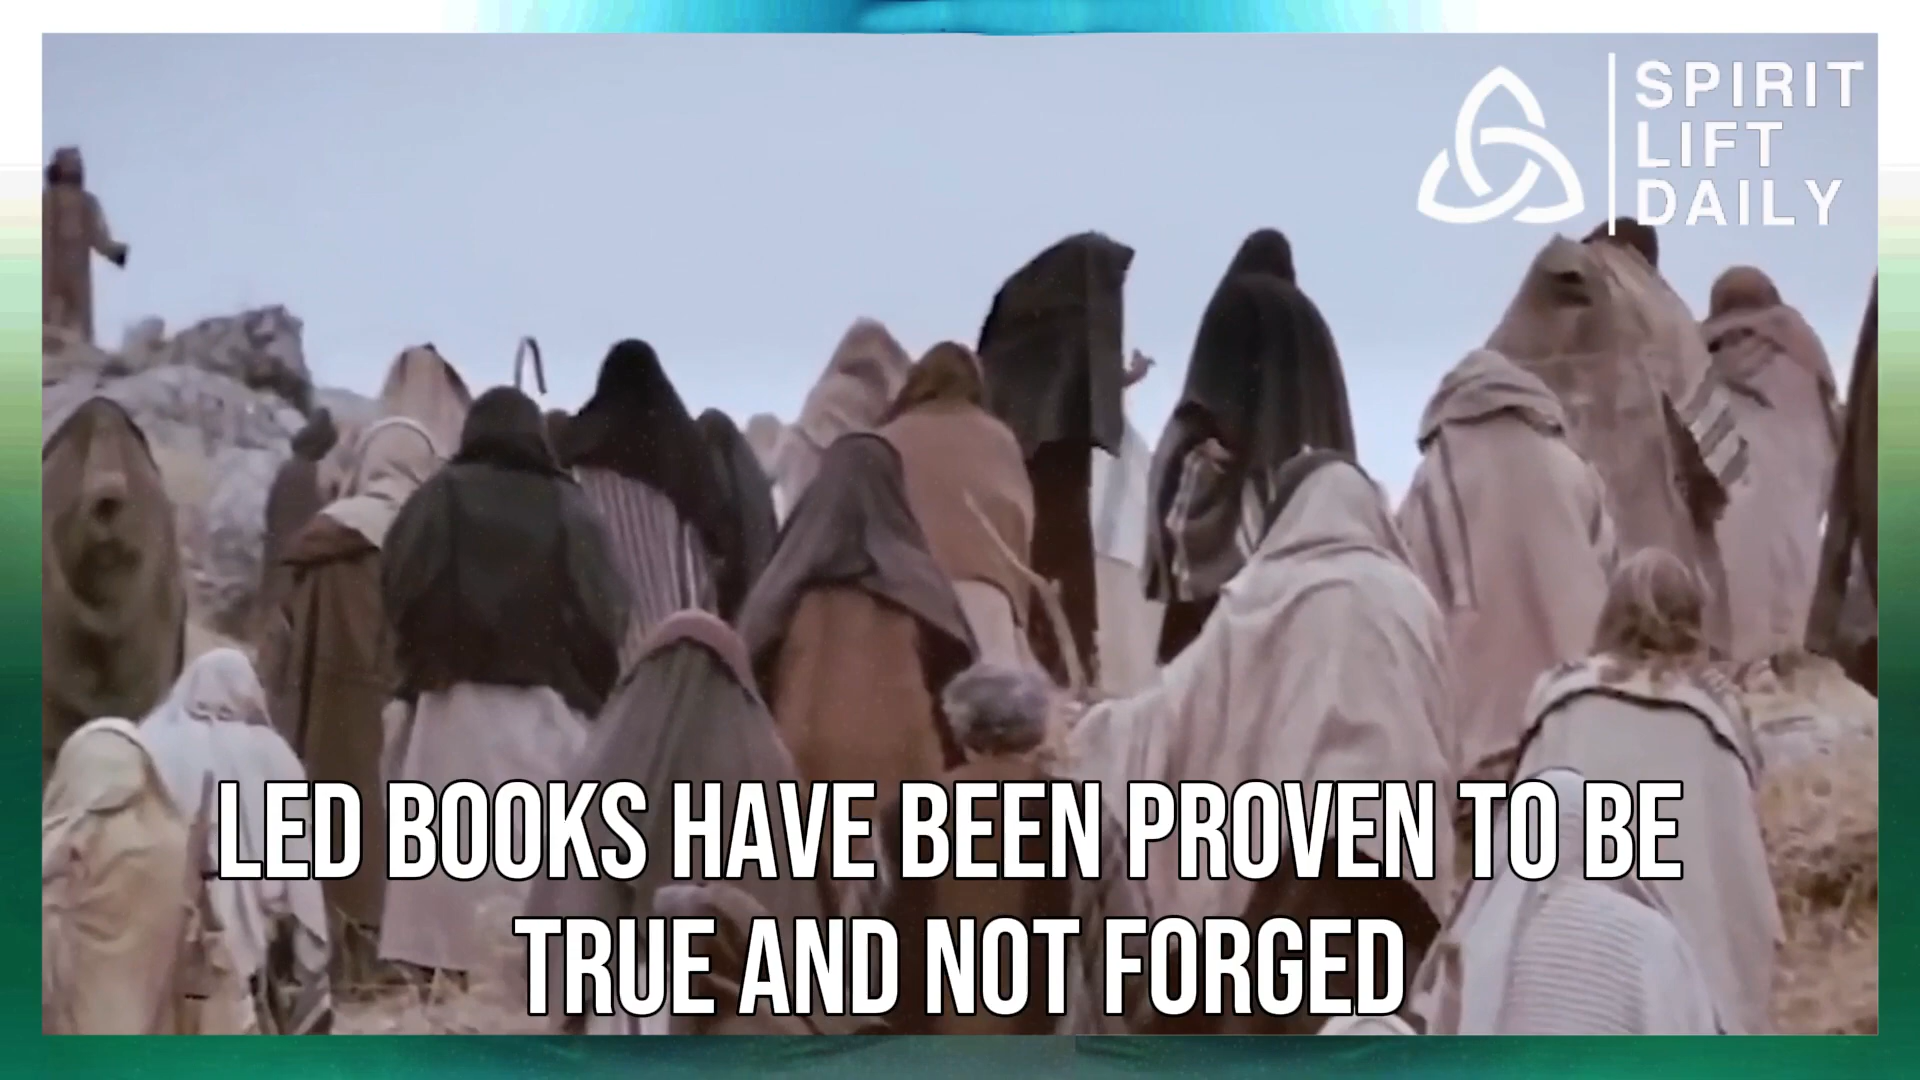 SPIRIT
LIFT
DAILY
LED BOOKS HAVE BEEN PROVEN TO BE
TRUE AND NOT FORGED